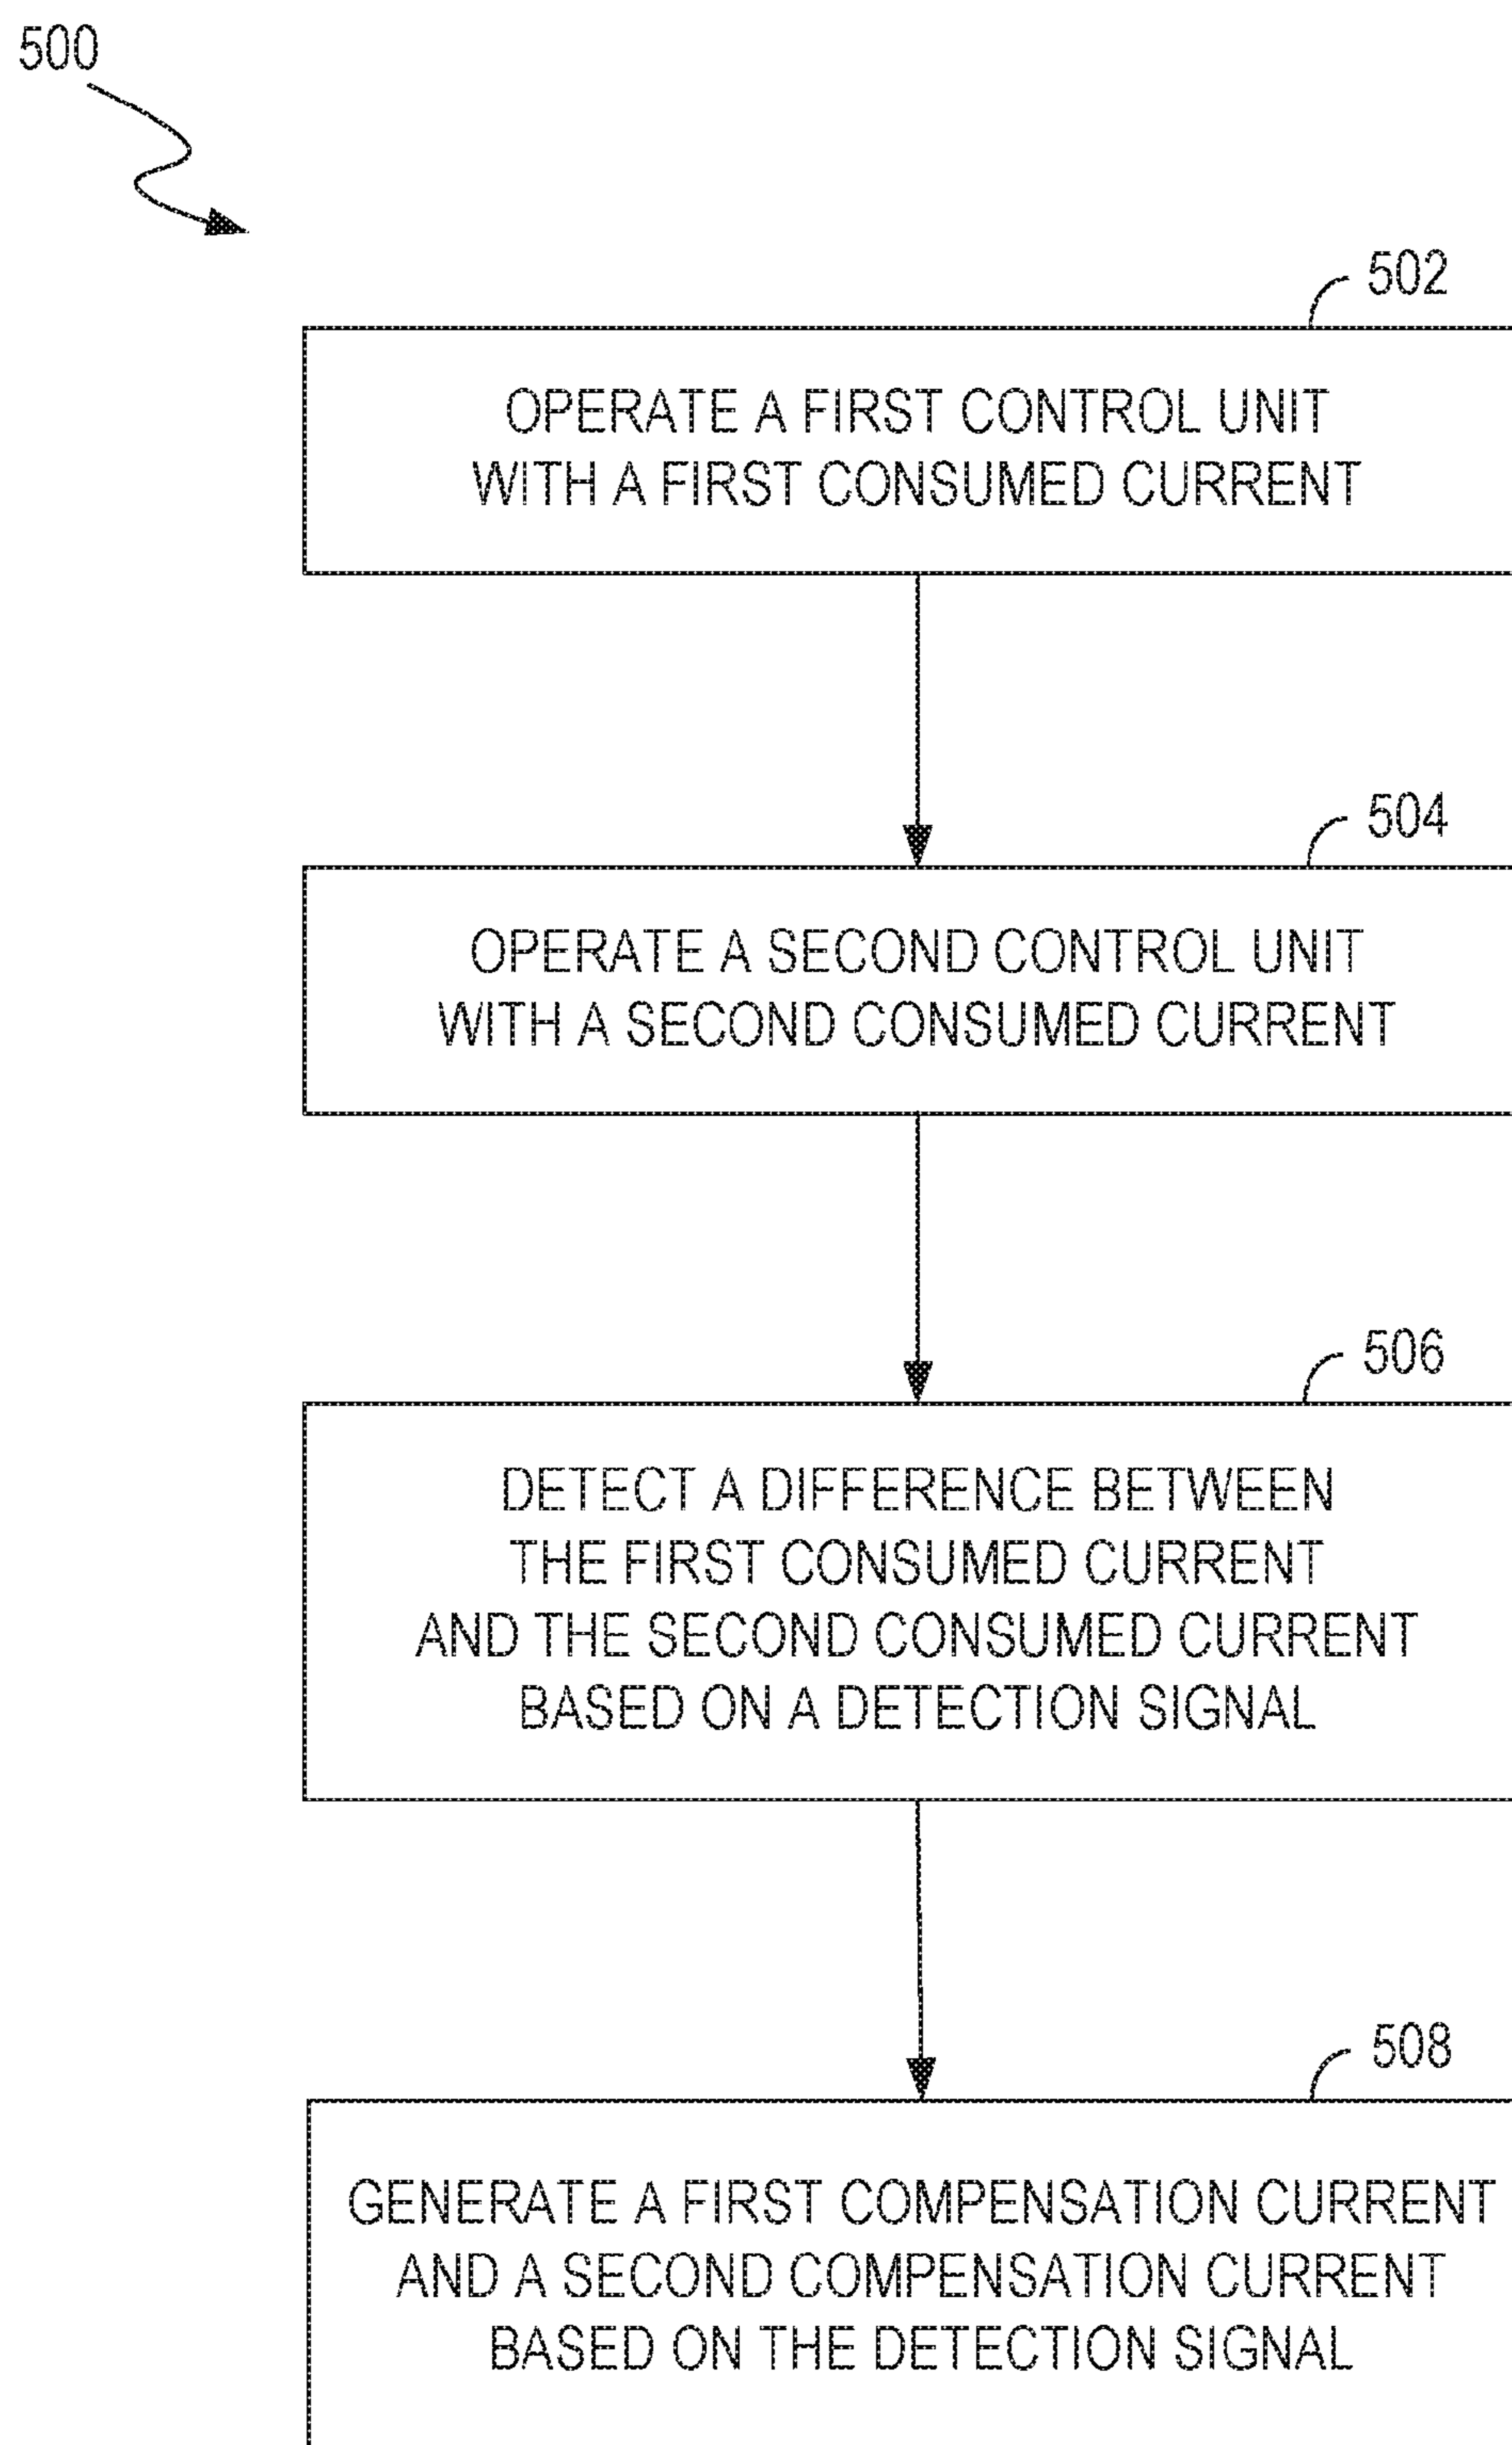 500
502
OPERATE A FIRST CONTROL UNIT
WITH A FIRST CONSUMED CURRENT
504
OPERATE A SECOND CONTROL UNIT
WITH A SECOND CONSUMED CURRENT
506
DETECT A DIFFERENCE BETWEEN
THE FIRST CONSUMED CURRENT
AND THE SECOND CONSUMED CURRENT
BASED ON A DETECTION SIGNAL
508
GENERATE A FIRST COMPENSATION CURRENT
AND A SECOND COMPENSATION CURRENT
BASED ON THE DETECTION SIGNAL